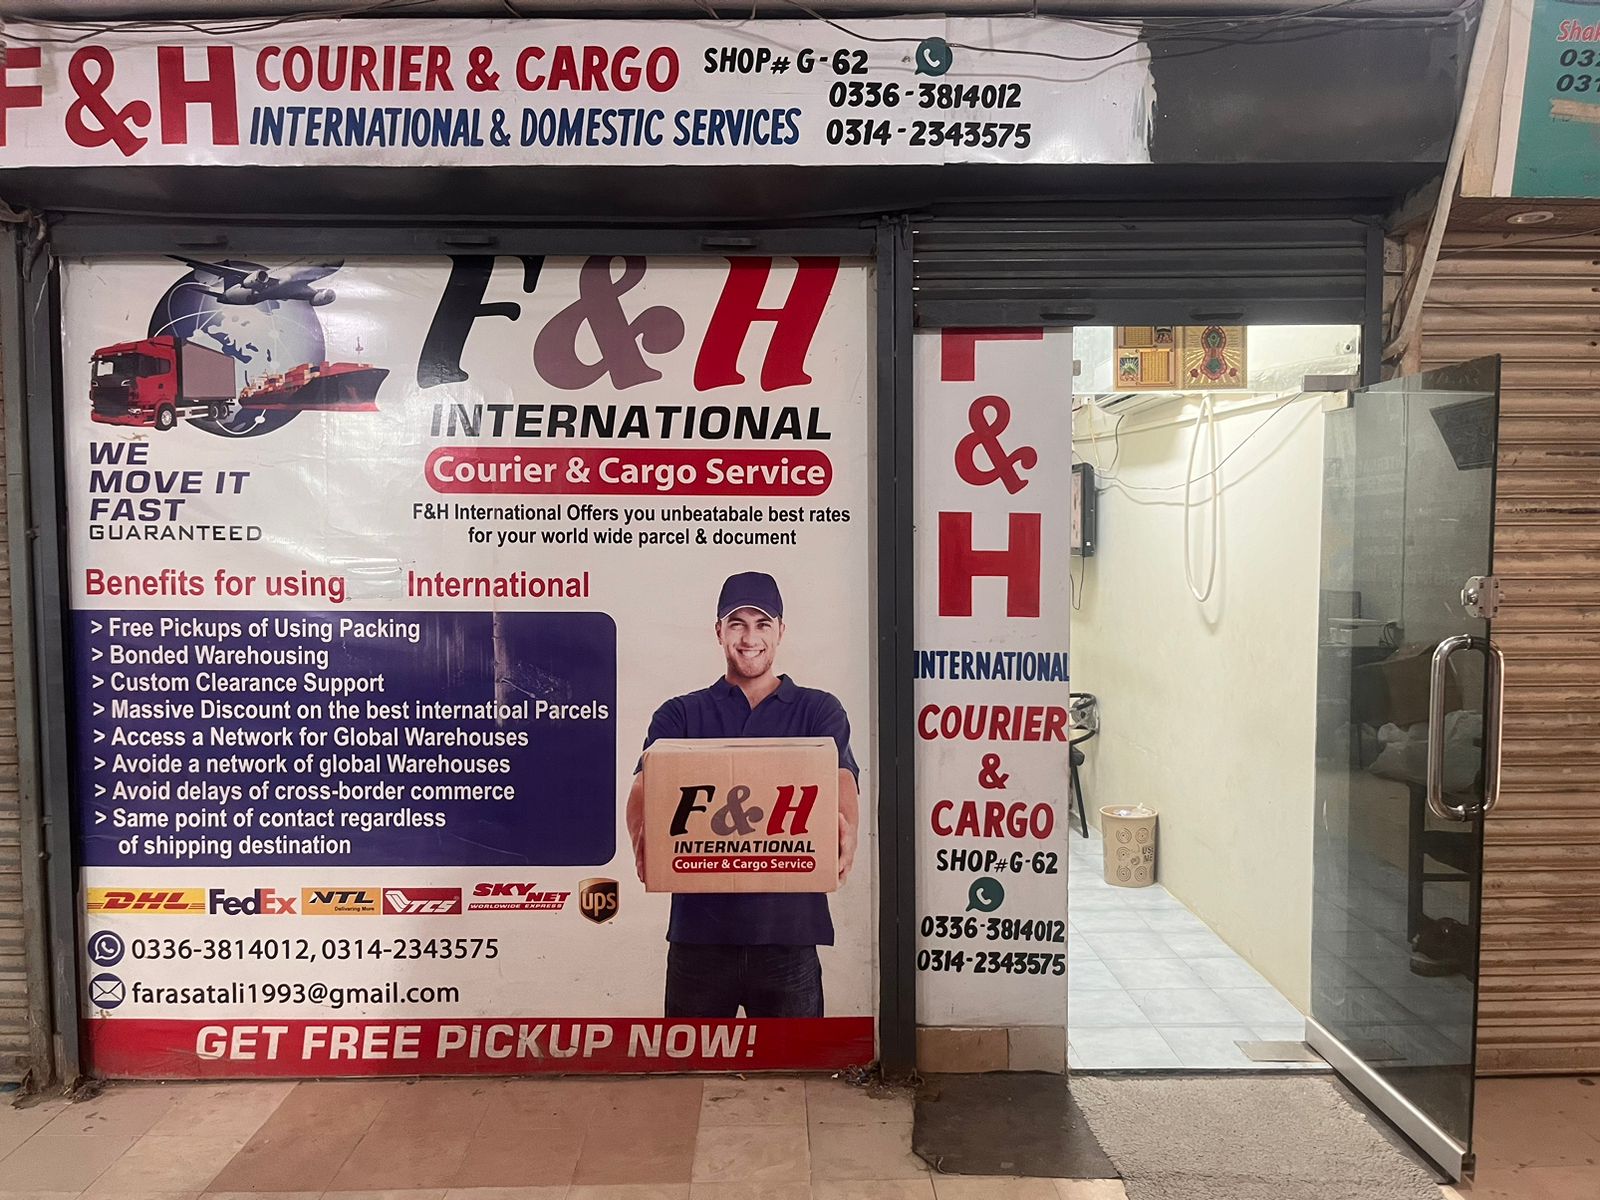 F&H COURIER & CARGO
INTERNATIONAL & DOMESTIC SERVICES
SHOP# G-62
0336-3814012
0314-2343575
WE
MOVE IT
FAST
GUARANTEED
F&H
INTERNATIONAL
Courier & Cargo Service
F&H International Offers you unbeatabale best rates
for your world wide parcel & document
Benefits for using International
> Free Pickups of Using Packing
> Bonded Warehousing
> Custom Clearance Support
> Massive Discount on the best internatioal Parcels
> Access a Network for Global Warehouses
> Avoide a network of global Warehouses
> Avoid delays of cross-border commerce
> Same point of contact regardless
of shipping destination
F&H
INTERNATIONAL
Courier & Cargo Service
DHL FedEx NTL Delivering More TCS SKYNET WORLDWIDE EXPRESS ups
0336-3814012, 0314-2343575
farasatali1993@gmail.com
GET FREE PICKUP NOW!
F
&
H
INTERNATIONAL
COURIER
&
CARGO
SHOP# G-62
0336-3814012
0314-2343575
USE
ME